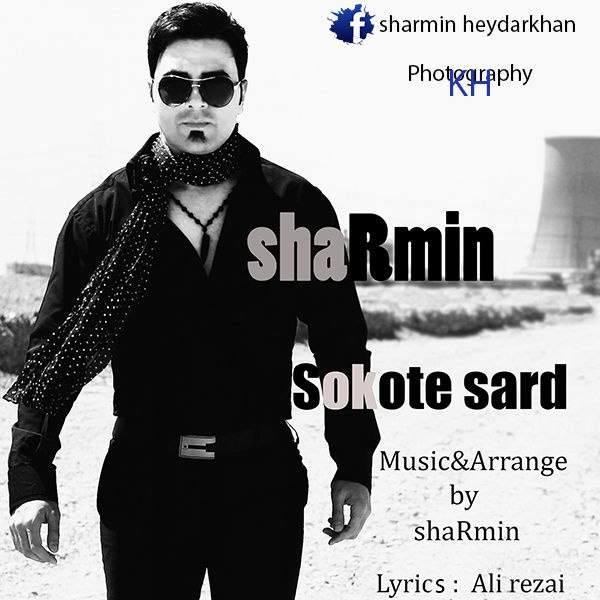 f sharmin heydarkhan
Photography
KH
shaRmin
Sokote sard
Music&Arrange
by
shaRmin
Lyrics : Ali rezai